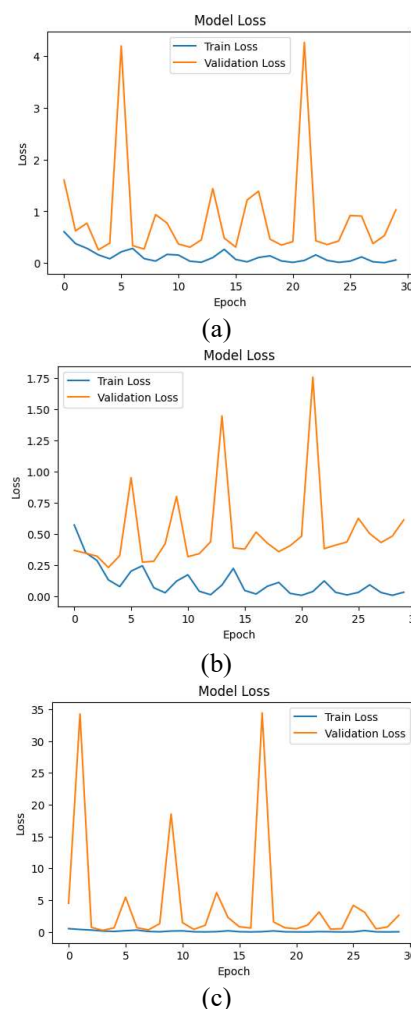 Model Loss
Train Loss
Validation Loss
4
3
2
1
0
Loss
0 5 10 15 20 25 30
Epoch
(a)
Model Loss
Train Loss
Validation Loss
1.75
1.50
1.25
1.00
0.75
0.50
0.25
0.00
Loss
0 5 10 15 20 25 30
Epoch
(b)
Model Loss
Train Loss
Validation Loss
35
30
25
20
15
10
5
0
Loss
0 5 10 15 20 25 30
Epoch
(c)